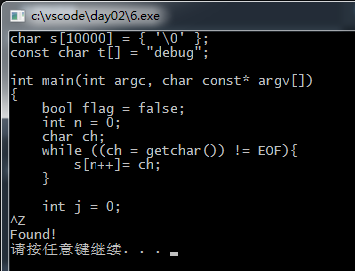 c:\vscode\day02\6.exe
char s[10000] = { '\0' };
const char t[] = "debug";
int main(int argc, char const* argv[])
{
    bool flag = false;
    int n = 0;
    char ch;
    while ((ch = getchar()) != EOF){
        s[n++]= ch;
    }
    int j = 0;
^Z
Found!
请按任意键继续. . .